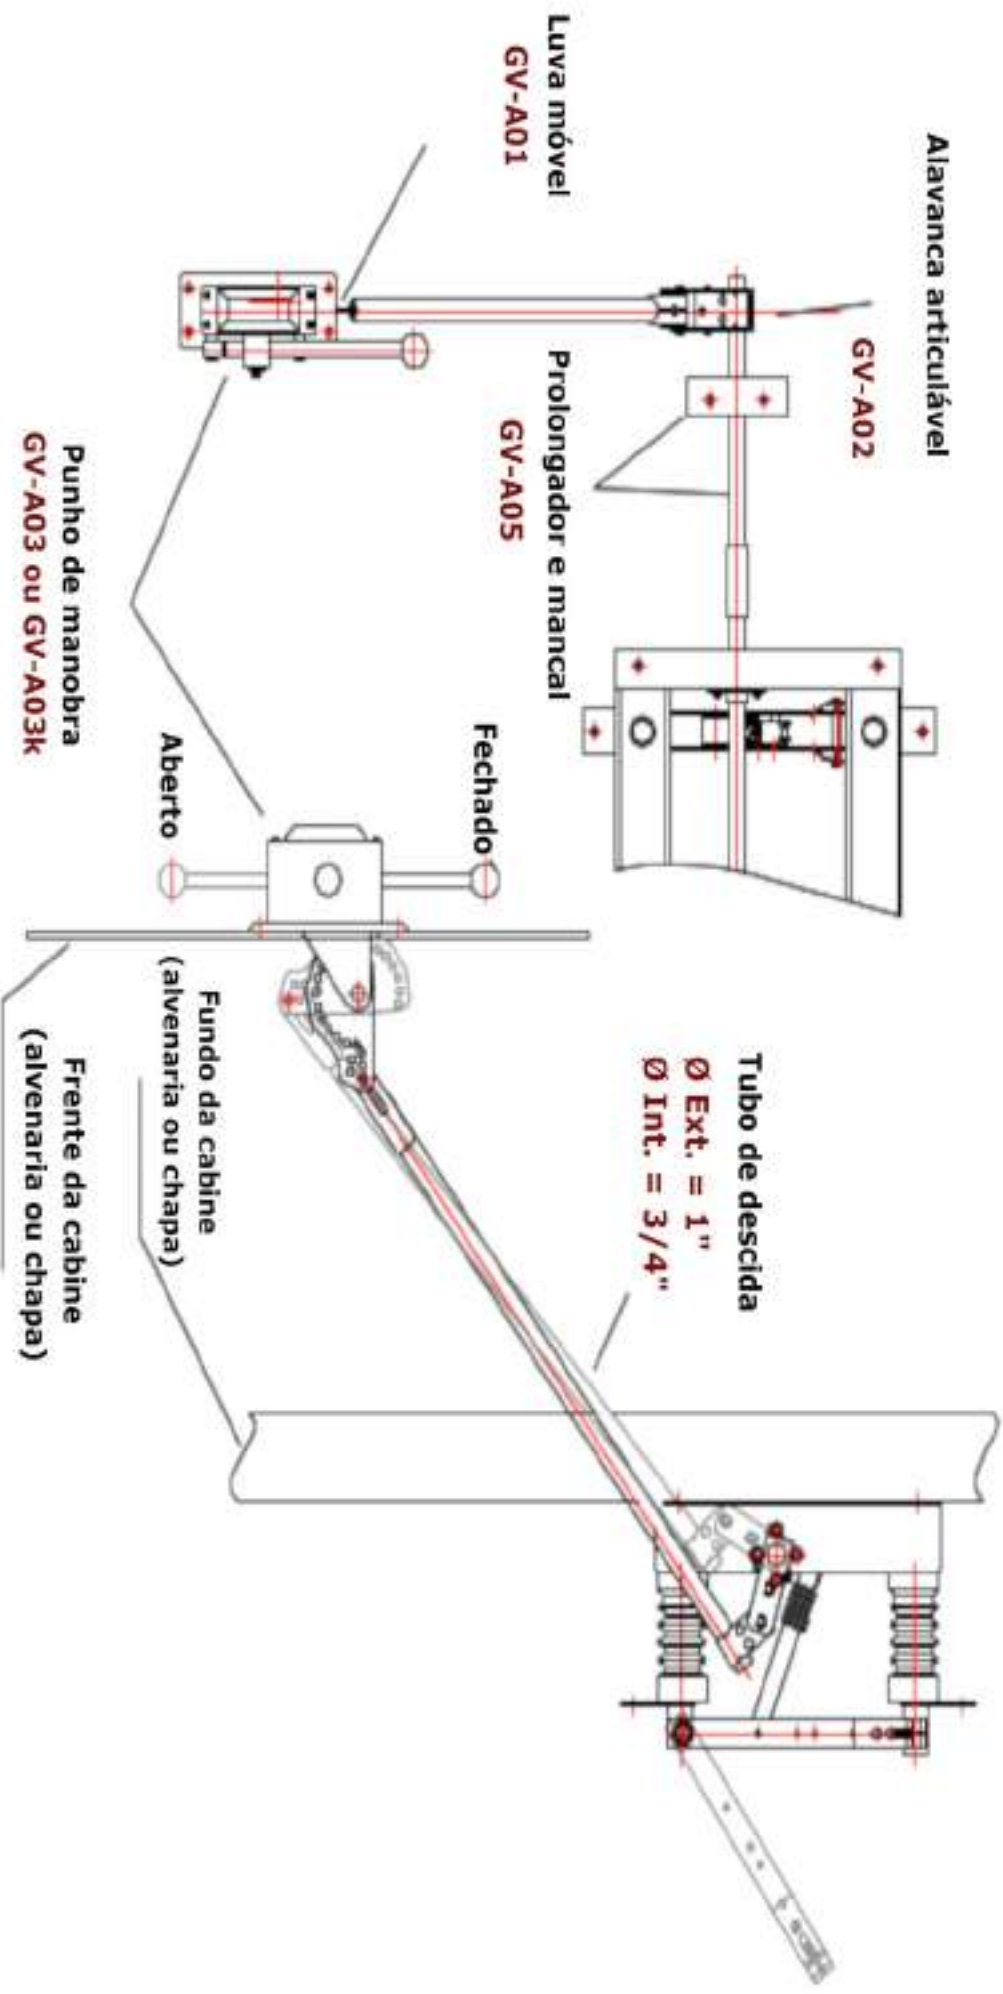 Alavanca articulável
GV-A02
Luva móvel
GV-A01
Prolongador e mancal
GV-A05
Punho de manobra
GV-A03 ou GV-A03k
Fechado
Aberto
Tubo de descida
Ø Ext. = 1"
Ø Int. = 3/4"
Fundo da cabine
(alvenaria ou chapa)
Frente da cabine
(alvenaria ou chapa)